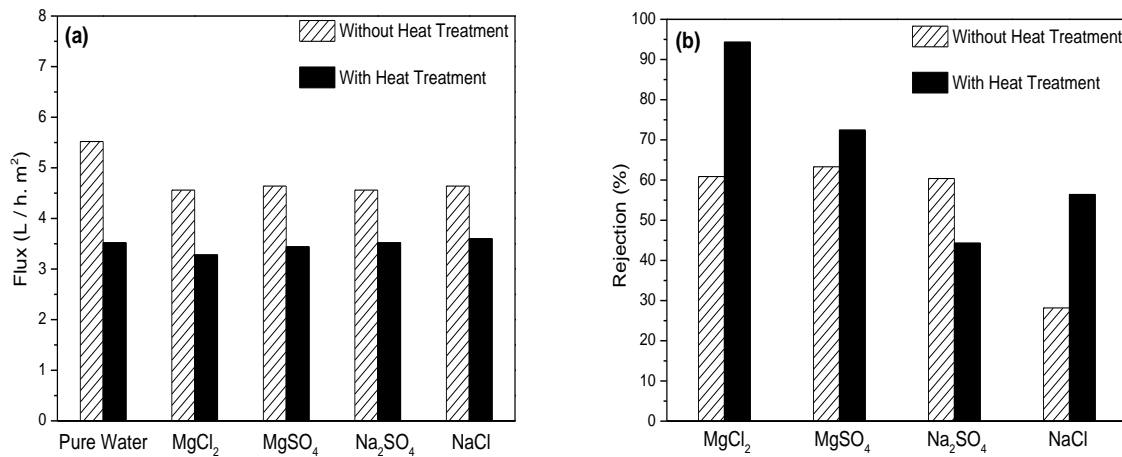 (a)
Without Heat Treatment
With Heat Treatment
Flux (L / h. m²)
8
7
6
5
4
3
2
1
0
Pure Water MgCl₂ MgSO₄ Na₂SO₄ NaCl
(b)
Without Heat Treatment
With Heat Treatment
Rejection (%)
100
90
80
70
60
50
40
30
20
10
0
MgCl₂ MgSO₄ Na₂SO₄ NaCl